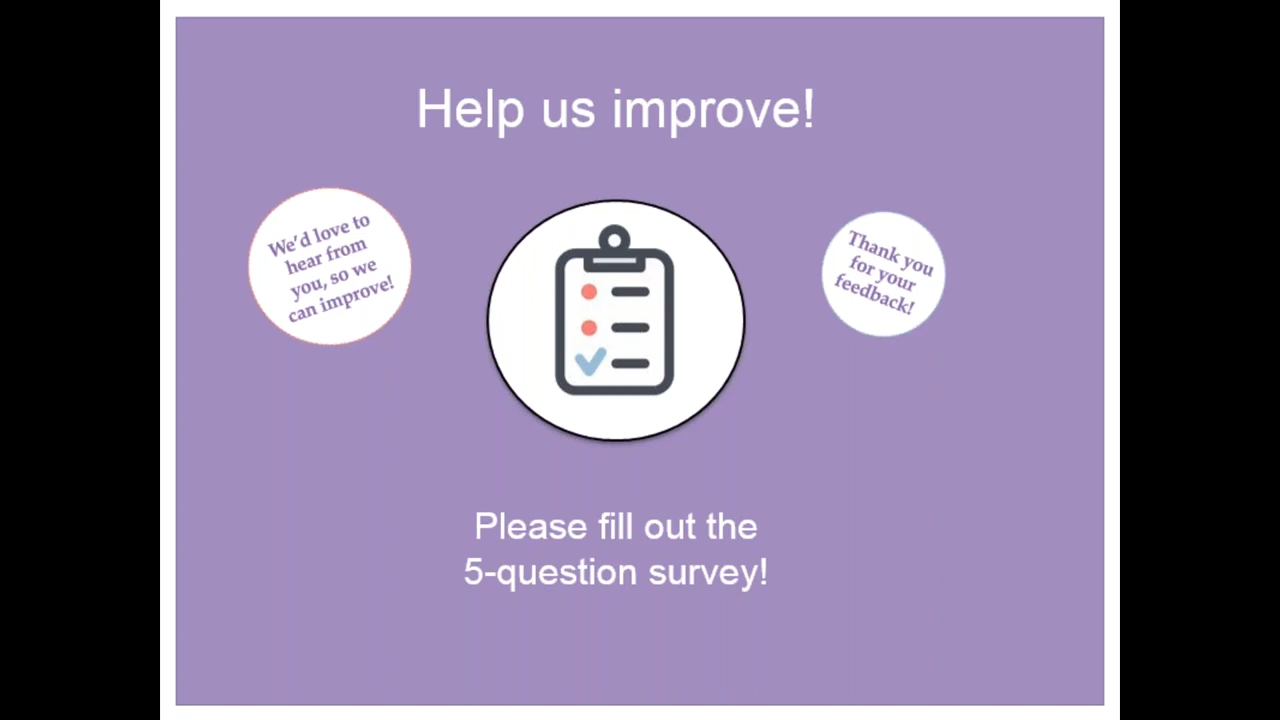 Help us improve!
We'd love to
hear from
you, so we
can improve!
Thank you
for your
feedback!
Please fill out the
5-question survey!